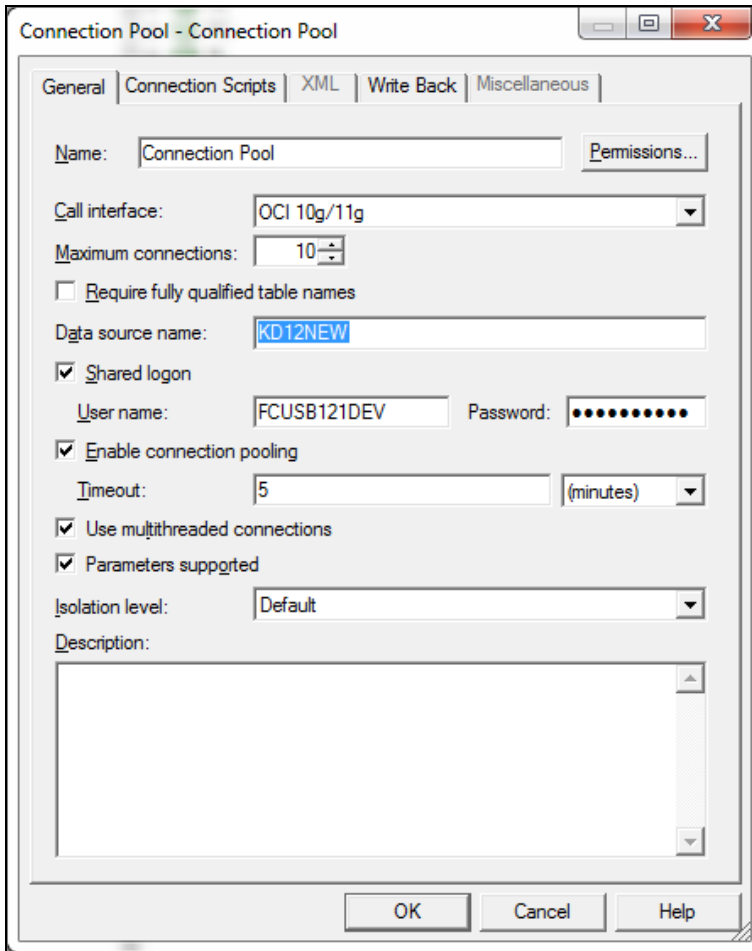 Connection Pool - Connection Pool
General Connection Scripts XML Write Back Miscellaneous
Name: Connection Pool Permissions...
Call interface: OCI 10g/11g
Maximum connections: 10
Require fully qualified table names
Data source name: KD12NEW
Shared logon
User name: FCUSB121DEV Password: ●●●●●●●●●●
Enable connection pooling
Timeout: 5 (minutes)
Use multithreaded connections
Parameters supported
Isolation level: Default
Description:
OK Cancel Help